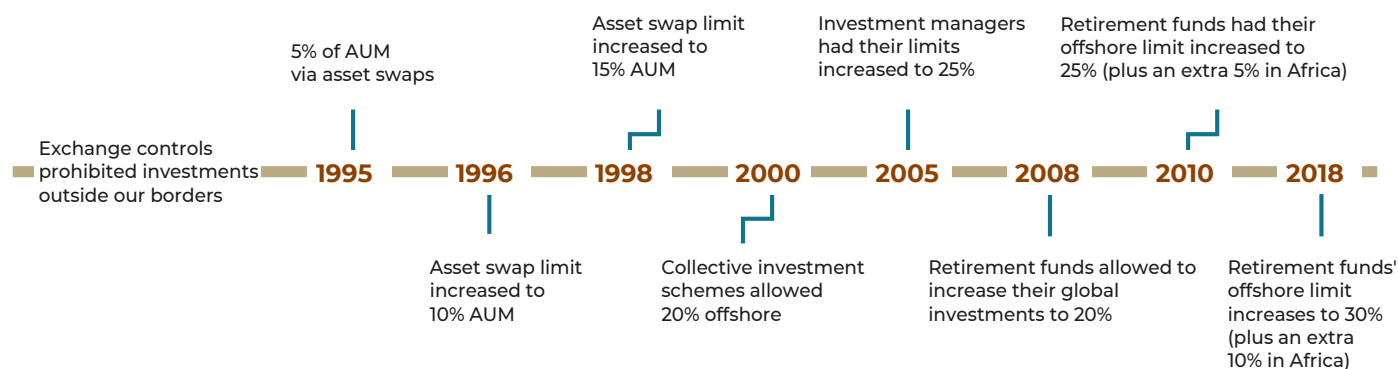 Exchange controls
prohibited investments
outside our borders
5% of AUM
via asset swaps
1995
1996
Asset swap limit
increased to
10% AUM
Asset swap limit
increased to
15% AUM
1998
2000
Collective investment
schemes allowed
20% offshore
Investment managers
had their limits
increased to 25%
2005
2008
Retirement funds allowed to
increase their global
investments to 20%
Retirement funds had their
offshore limit increased to
25% (plus an extra 5% in Africa)
2010
2018
Retirement funds'
offshore limit
increases to 30%
(plus an extra
10% in Africa)